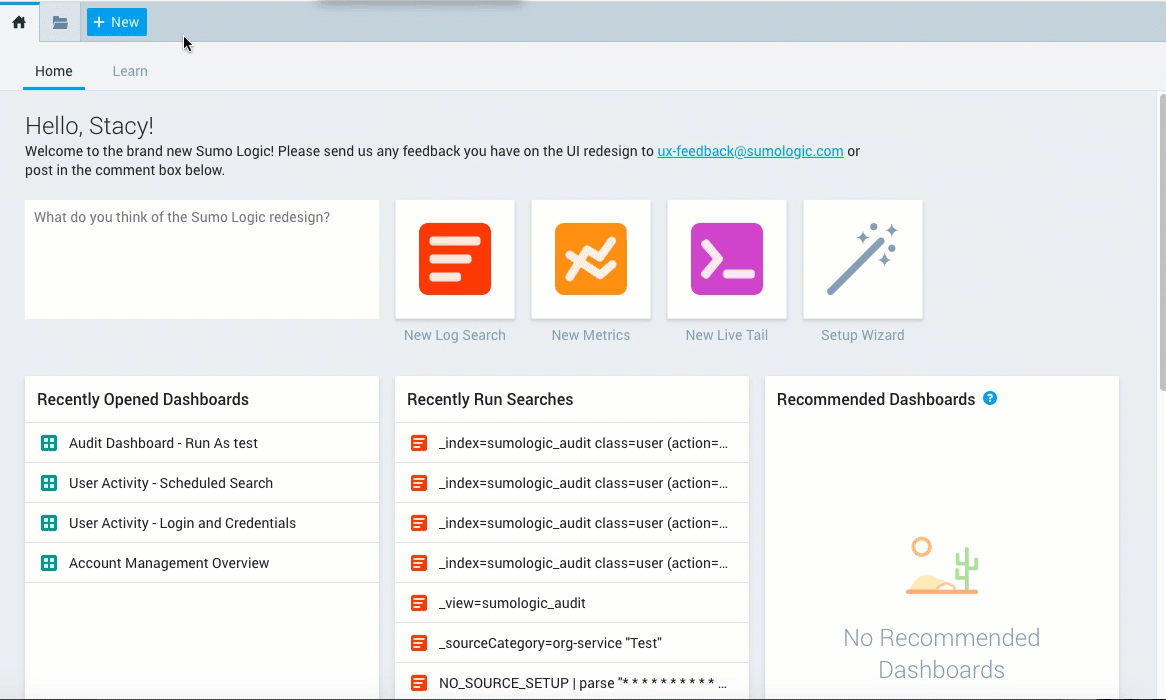 + New
Home
Learn
Hello, Stacy!
Welcome to the brand new Sumo Logic! Please send us any feedback you have on the UI redesign to ux-feedback@sumologic.com or
post in the comment box below.
What do you think of the Sumo Logic redesign?
New Log Search
New Metrics
New Live Tail
Setup Wizard
Recently Opened Dashboards
Audit Dashboard - Run As test
User Activity - Scheduled Search
User Activity - Login and Credentials
Account Management Overview
Recently Run Searches
_index=sumologic_audit class=user (action=...
_index=sumologic_audit class=user (action=...
_index=sumologic_audit class=user (action=...
_index=sumologic_audit class=user (action=...
_view=sumologic_audit
_sourceCategory=org-service "Test"
NO_SOURCE_SETUP | parse "* * * * * * * * * * ...
Recommended Dashboards ?
No Recommended
Dashboards